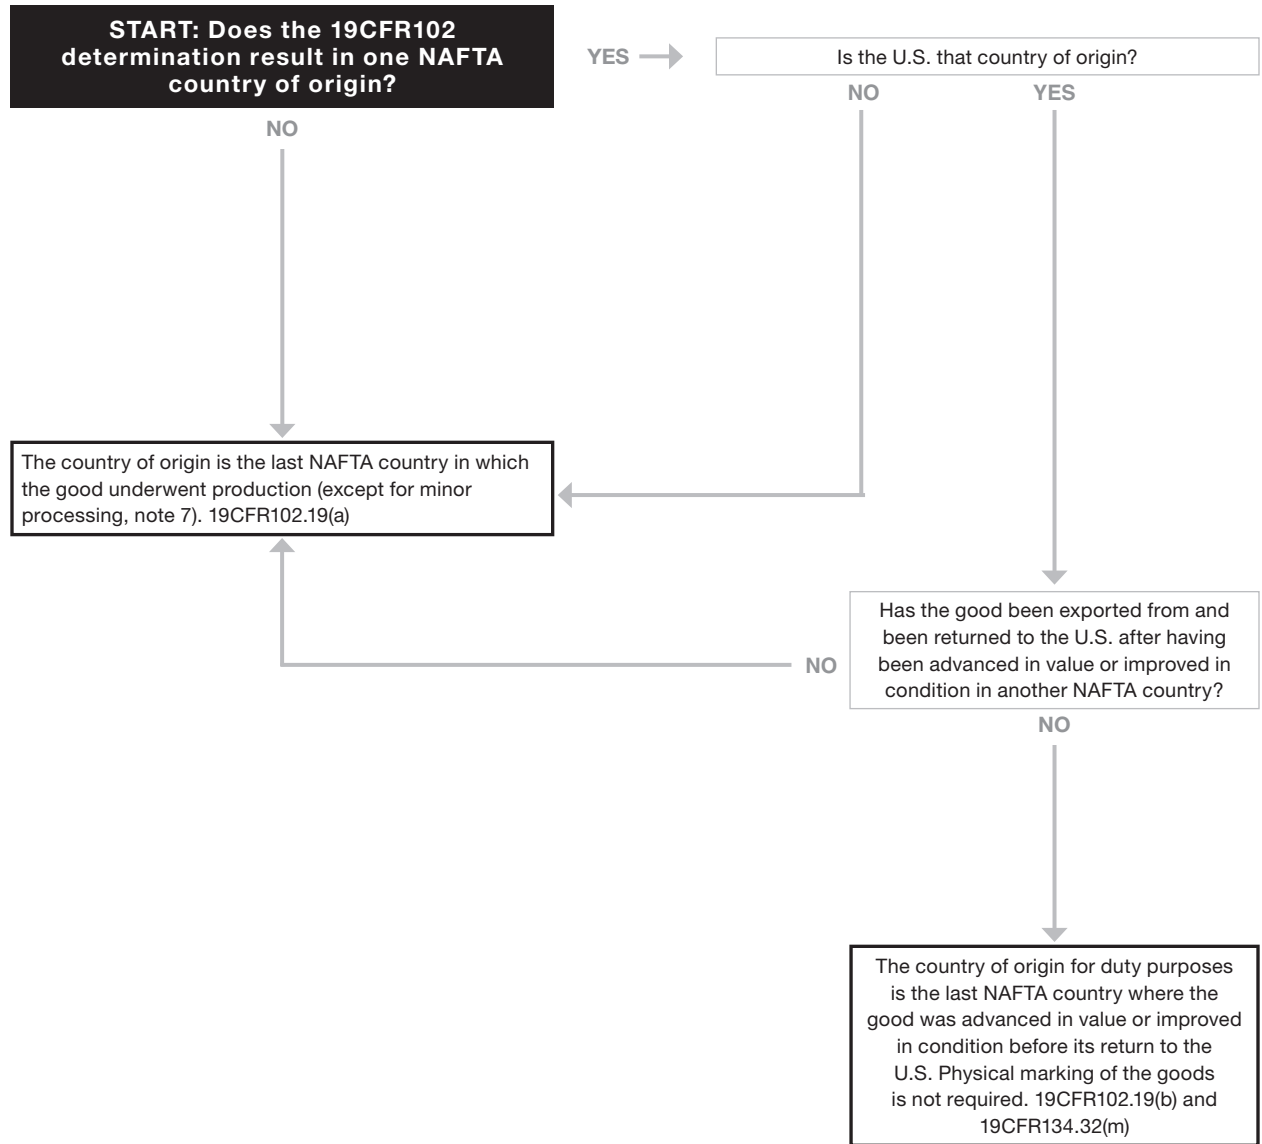 START: Does the 19CFR102
determination result in one NAFTA
country of origin?
YES
Is the U.S. that country of origin?
NO
YES
NO
The country of origin is the last NAFTA country in which
the good underwent production (except for minor
processing, note 7). 19CFR102.19(a)
Has the good been exported from and
been returned to the U.S. after having
been advanced in value or improved in
condition in another NAFTA country?
NO
NO
The country of origin for duty purposes
is the last NAFTA country where the
good was advanced in value or improved
in condition before its return to the
U.S. Physical marking of the goods
is not required. 19CFR102.19(b) and
19CFR134.32(m)